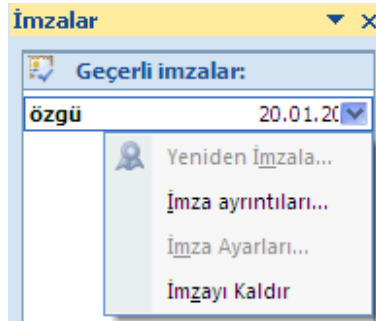 İmzalar
Geçerli imzalar:
özgü 20.01.20
Yeniden İmzala...
İmza ayrıntıları...
İmza Ayarları...
İmzayı Kaldır